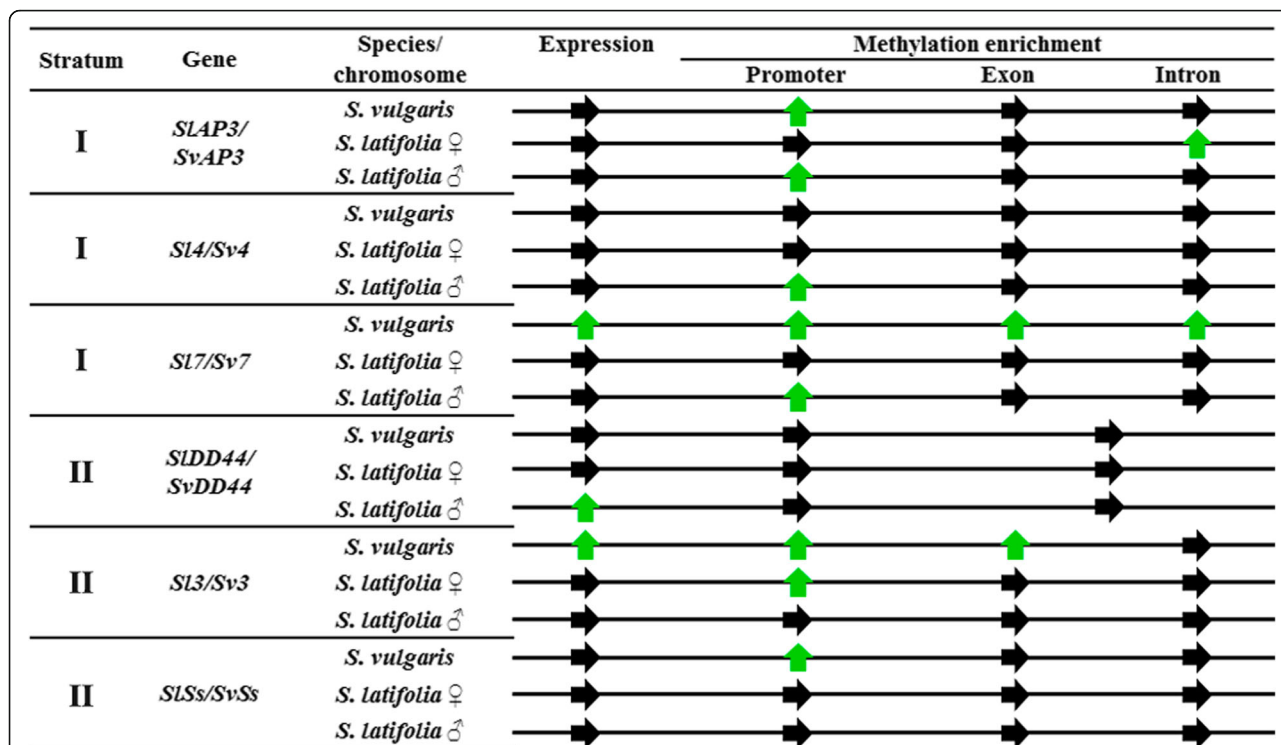 Stratum Gene Species/ chromosome Expression Methylation enrichment
Promoter Exon Intron
I SlAP3/ SvAP3 S. vulgaris
S. latifolia ♀
S. latifolia ♂
I Sl4/Sv4 S. vulgaris
S. latifolia ♀
S. latifolia ♂
I Sl7/Sv7 S. vulgaris
S. latifolia ♀
S. latifolia ♂
II SlDD44/ SvDD44 S. vulgaris
S. latifolia ♀
S. latifolia ♂
II Sl3/Sv3 S. vulgaris
S. latifolia ♀
S. latifolia ♂
II SlSs/SvSs S. vulgaris
S. latifolia ♀
S. latifolia ♂